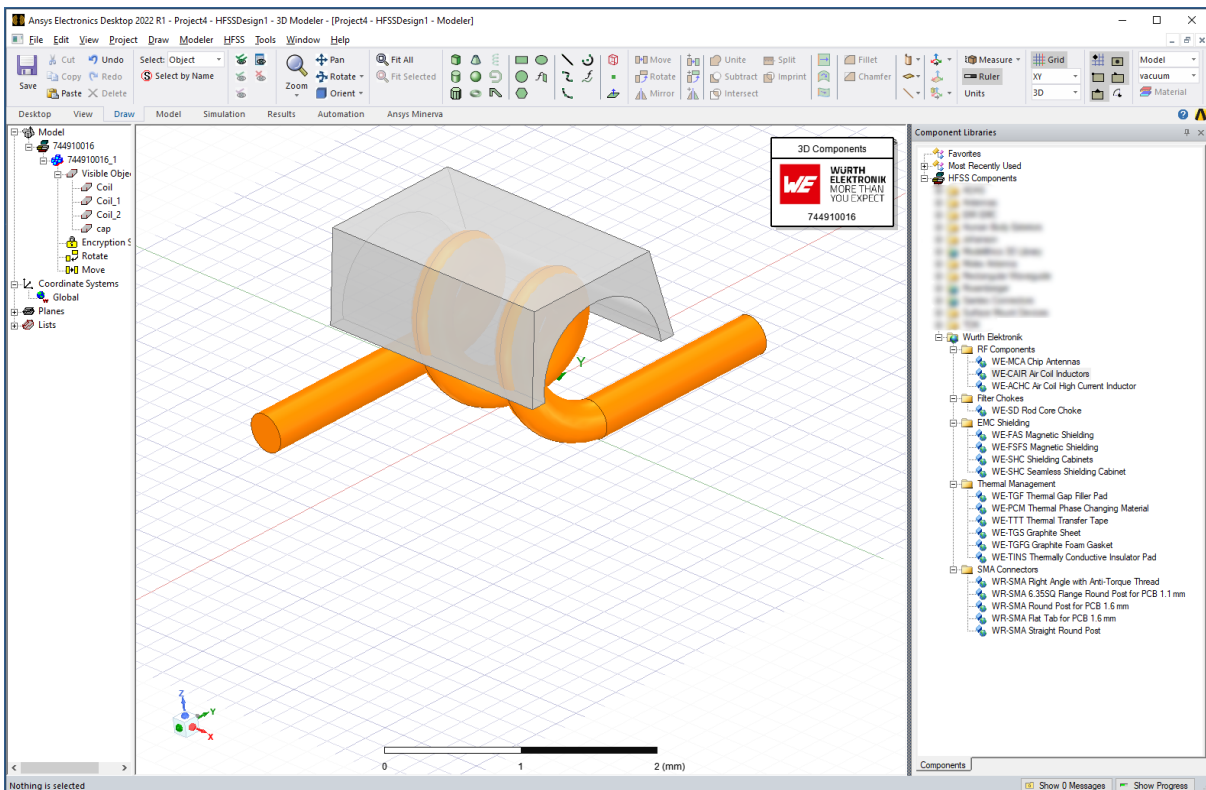 Ansys Electronics Desktop 2022 R1 - Project4 - HFSSDesign1 - 3D Modeler - [Project4 - HFSSDesign1 - Modeler]
File Edit View Project Draw Modeler HFSS Tools Window Help
Save
Cut Undo
Copy Redo
Paste Delete
Select: Object
Select by Name
Zoom
Pan
Rotate
Orient
Fit All
Fit Selected
Move
Rotate
Mirror
Unite Split
Subtract Imprint
Intersect
Fillet
Chamfer
Measure
Ruler
Units
Grid
XY
3D
Model
vacuum
Material
Desktop View Draw Model Simulation Results Automation Ansys Minerva
Model
744910016
744910016_1
Visible Obje
Coil
Coil_1
Coil_2
cap
Encryption S
Rotate
Move
Coordinate Systems
Global
Planes
Lists
3D Components
WE
WÜRTH
ELEKTRONIK
MORE THAN
YOU EXPECT
744910016
Y
Z
Y
X
0 1 2 (mm)
Component Libraries
Favorites
Most Recently Used
HFSS Components
Wurth Elektronik
RF Components
WE-MCA Chip Antennas
WE-CAIR Air Coil Inductors
WE-ACHC Air Coil High Current Inductor
Filter Chokes
WE-SD Rod Core Choke
EMC Shielding
WE-FAS Magnetic Shielding
WE-FSFS Magnetic Shielding
WE-SHC Shielding Cabinets
WE-SHC Seamless Shielding Cabinet
Thermal Management
WE-TGF Thermal Gap Filler Pad
WE-PCM Thermal Phase Changing Material
WE-TTT Thermal Transfer Tape
WE-TGS Graphite Sheet
WE-TGFG Graphite Foam Gasket
WE-TINS Thermally Conductive Insulator Pad
SMA Connectors
WR-SMA Right Angle with Anti-Torque Thread
WR-SMA 6.35SQ Flange Round Post for PCB 1.1 mm
WR-SMA Round Post for PCB 1.6 mm
WR-SMA Flat Tab for PCB 1.6 mm
WR-SMA Straight Round Post
Components
Nothing is selected
Show 0 Messages Show Progress